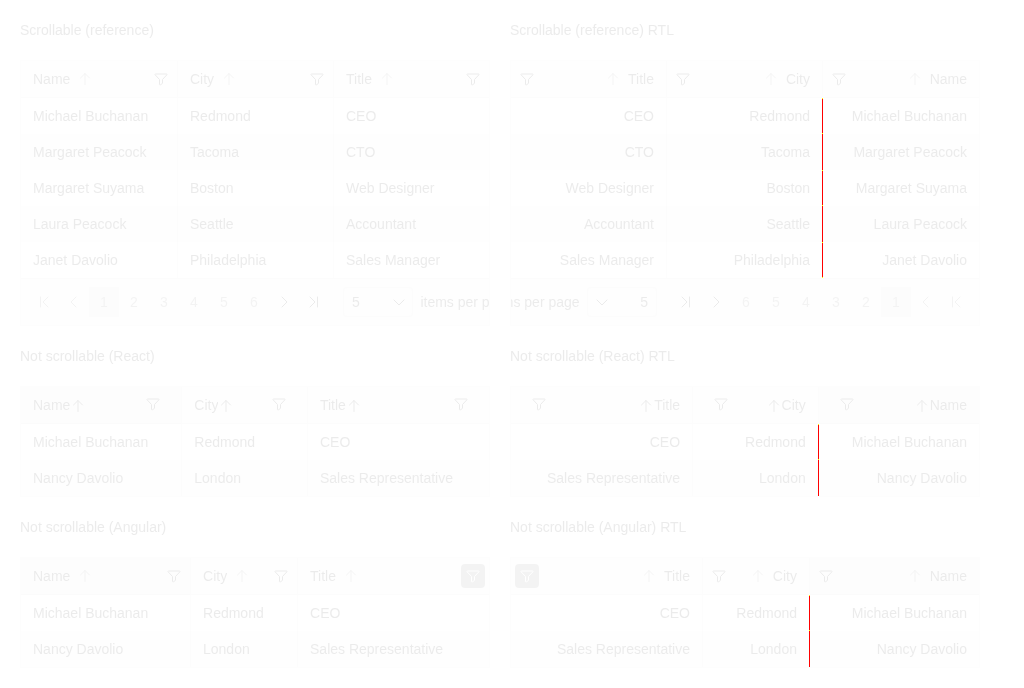 Scrollable (reference)
Name City Title
Michael Buchanan Redmond CEO
Margaret Peacock Tacoma CTO
Margaret Suyama Boston Web Designer
Laura Peacock Seattle Accountant
Janet Davolio Philadelphia Sales Manager
1 2 3 4 5 6 5 items per p
Scrollable (reference) RTL
Title City Name
CEO Redmond Michael Buchanan
CTO Tacoma Margaret Peacock
Web Designer Boston Margaret Suyama
Accountant Seattle Laura Peacock
Sales Manager Philadelphia Janet Davolio
is per page 5 6 5 4 3 2 1
Not scrollable (React)
Name City Title
Michael Buchanan Redmond CEO
Nancy Davolio London Sales Representative
Not scrollable (React) RTL
Title City Name
CEO Redmond Michael Buchanan
Sales Representative London Nancy Davolio
Not scrollable (Angular)
Name City Title
Michael Buchanan Redmond CEO
Nancy Davolio London Sales Representative
Not scrollable (Angular) RTL
Title City Name
CEO Redmond Michael Buchanan
Sales Representative London Nancy Davolio